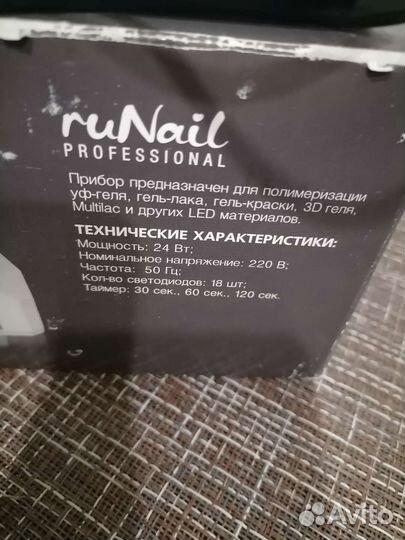 ruNail
PROFESSIONAL
Прибор предназначен для полимеризации
уф-геля, гель-лака, гель-краски, 3D геля,
Multilac и других LED материалов.
ТЕХНИЧЕСКИЕ ХАРАКТЕРИСТИКИ:
Мощность: 24 Вт;
Номинальное напряжение: 220 В;
Частота: 50 Гц;
Кол-во светодиодов: 18 шт;
Таймер: 30 сек., 60 сек., 120 сек.
Avito